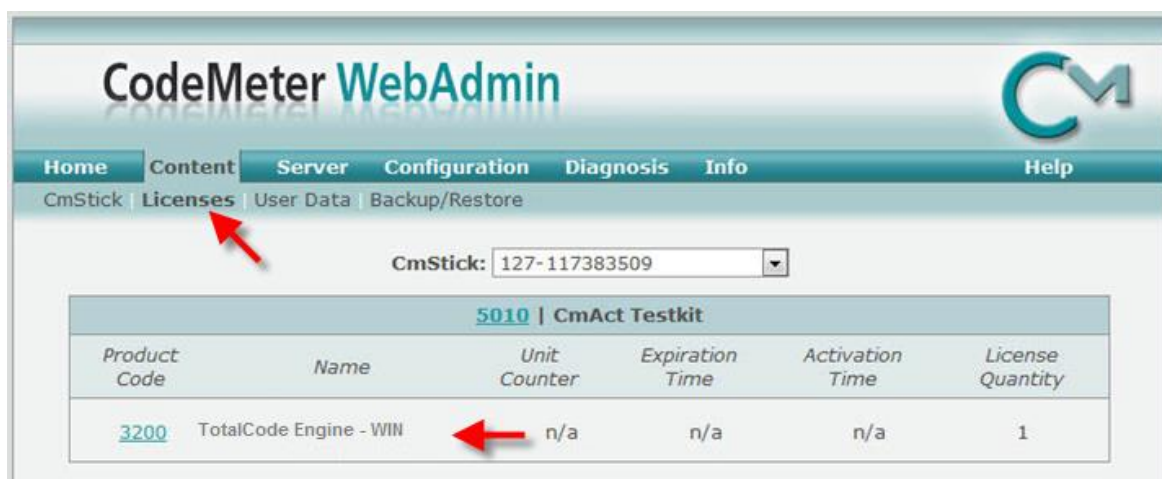 CodeMeter WebAdmin
CM
Home Content Server Configuration Diagnosis Info Help
CmStick | Licenses | User Data | Backup/Restore
CmStick: 127-117383509
5010 | CmAct Testkit
Product Code Name Unit Counter Expiration Time Activation Time License Quantity
3200 TotalCode Engine - WIN n/a n/a n/a 1